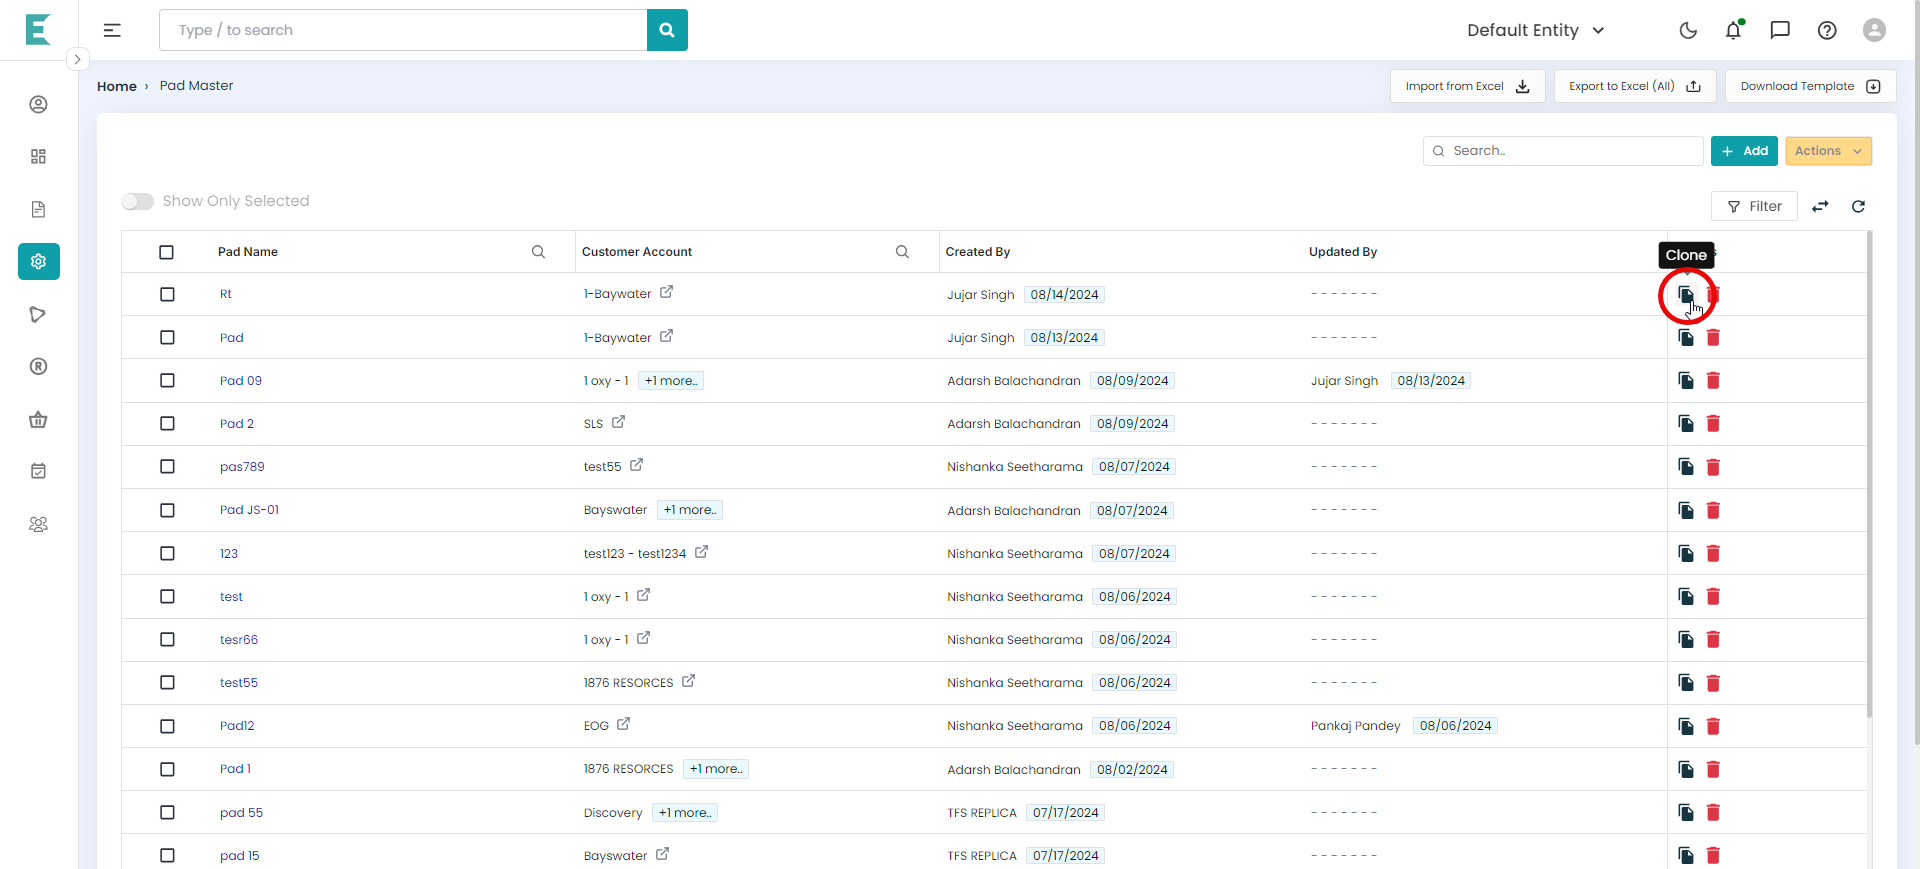 Type / to search
Default Entity
Home › Pad Master
Import from Excel
Export to Excel (All)
Download Template
Search..
+ Add
Actions
Show Only Selected
Filter
Pad Name Customer Account Created By Updated By
Clone
Rt 1-Baywater Jujar Singh 08/14/2024 - - - - - - -
Pad 1-Baywater Jujar Singh 08/13/2024 - - - - - - -
Pad 09 1 oxy - 1 +1 more.. Adarsh Balachandran 08/09/2024 Jujar Singh 08/13/2024
Pad 2 SLS Adarsh Balachandran 08/09/2024 - - - - - - -
pas789 test55 Nishanka Seetharama 08/07/2024 - - - - - - -
Pad JS-01 Bayswater +1 more.. Adarsh Balachandran 08/07/2024 - - - - - - -
123 test123 - test1234 Nishanka Seetharama 08/07/2024 - - - - - - -
test 1 oxy - 1 Nishanka Seetharama 08/06/2024 - - - - - - -
tesr66 1 oxy - 1 Nishanka Seetharama 08/06/2024 - - - - - - -
test55 1876 RESORCES Nishanka Seetharama 08/06/2024 - - - - - - -
Pad12 EOG Nishanka Seetharama 08/06/2024 Pankaj Pandey 08/06/2024
Pad 1 1876 RESORCES +1 more.. Adarsh Balachandran 08/02/2024 - - - - - - -
pad 55 Discovery +1 more.. TFS REPLICA 07/17/2024 - - - - - - -
pad 15 Bayswater TFS REPLICA 07/17/2024 - - - - - - -